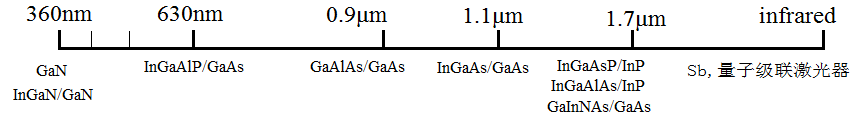 360nm 630nm 0.9μm 1.1μm 1.7μm infrared
GaN InGaAlP/GaAs GaAlAs/GaAs InGaAs/GaAs InGaAsP/InP Sb,量子级联激光器
InGaN/GaN InGaAlAs/InP
GaInNAs/GaAs